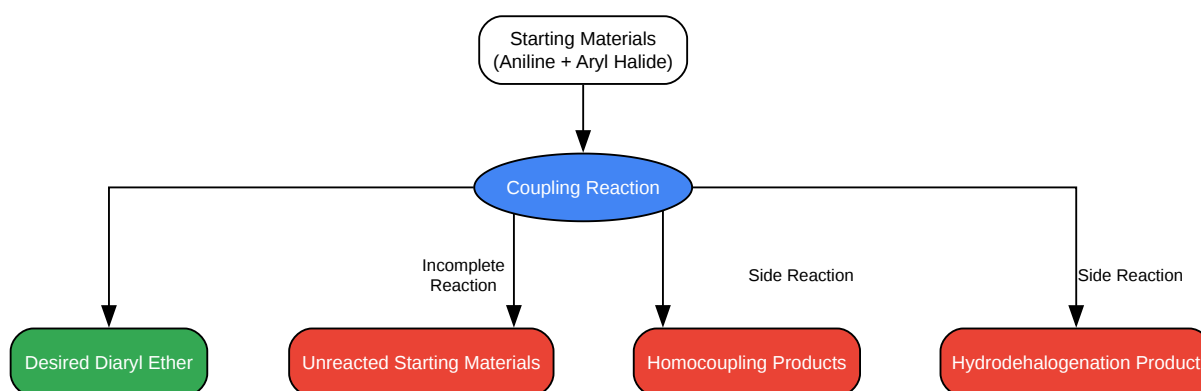 Starting Materials
(Aniline + Aryl Halide)
Coupling Reaction
Incomplete
Reaction
Side Reaction
Side Reaction
Desired Diaryl Ether
Unreacted Starting Materials
Homocoupling Products
Hydrodehalogenation Product